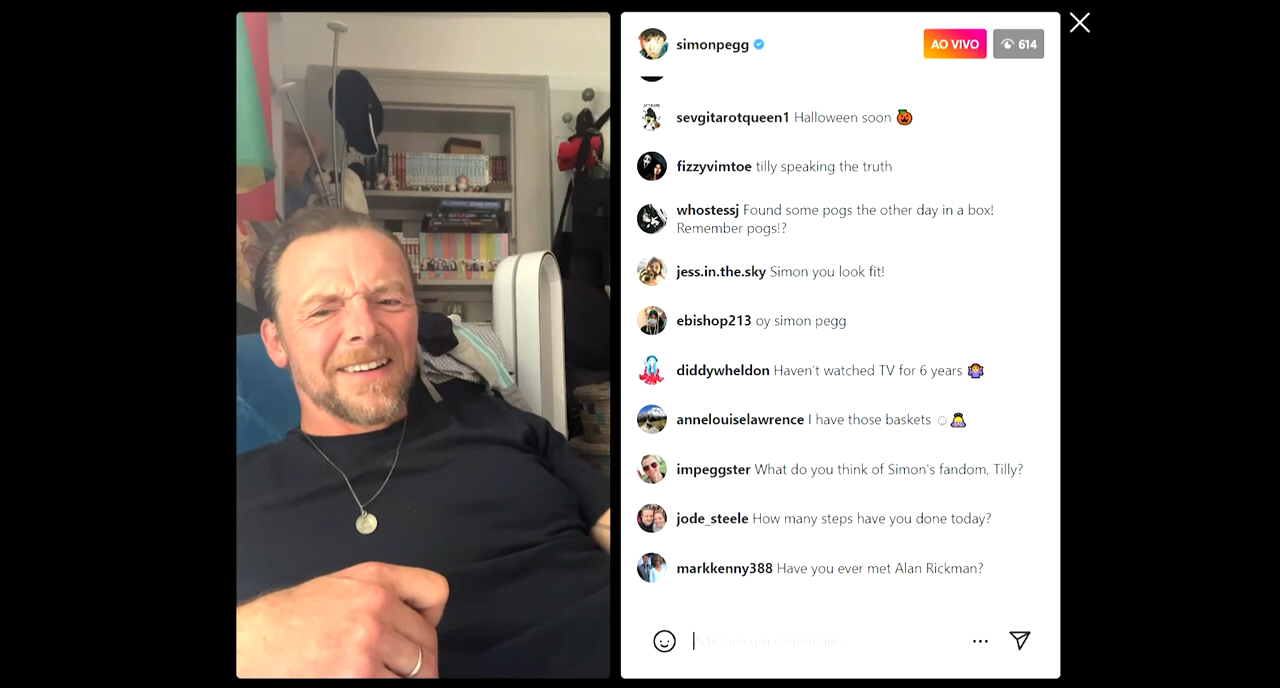 simonpegg
AO VIVO
614
sevgitarotqueen1 Halloween soon 🎃
fizzyvimtoe tilly speaking the truth
whostessj Found some pogs the other day in a box!
Remember pogs!?
jess.in.the.sky Simon you look fit!
ebishop213 oy simon pegg
diddywheldon Haven't watched TV for 6 years 🤷‍♀️
annelouiselawrence I have those baskets ☺️🙇‍♀️
impeggster What do you think of Simon's fandom, Tilly?
jode_steele How many steps have you done today?
markkenny388 Have you ever met Alan Rickman?
Adicione um comentário...